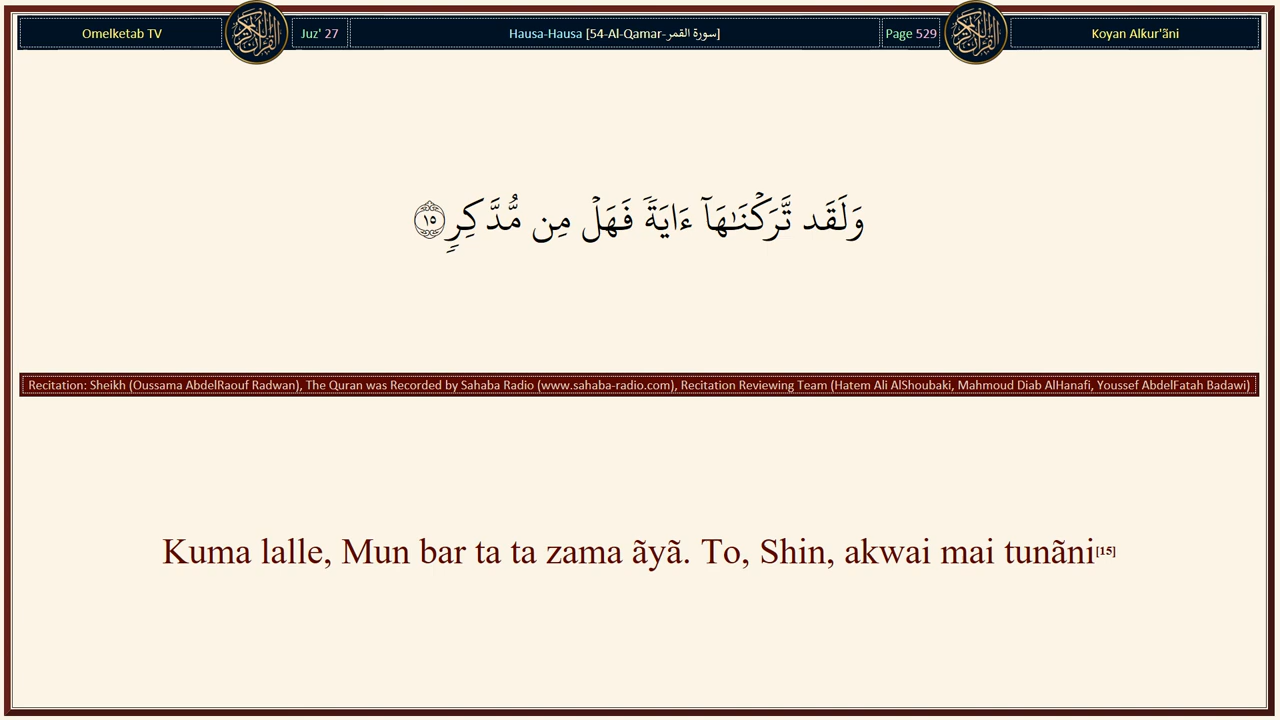 Omelketab TV
Juz' 27
Hausa-Hausa [54-Al-Qamar-سورة القمر]
Page 529
Koyan Alƙur'ãni
وَلَقَد تَّرَكۡنَٰهَآ ءَايَةٗ فَهَلۡ مِن مُّدَّكِرٖ ١٥
Recitation: Sheikh (Oussama AbdelRaouf Radwan), The Quran was Recorded by Sahaba Radio (www.sahaba-radio.com), Recitation Reviewing Team (Hatem Ali AlShoubaki, Mahmoud Diab AlHanafi, Youssef AbdelFatah Badawi)
Kuma lalle, Mun bar ta ta zama ãyã. To, Shin, akwai mai tunãni[15]